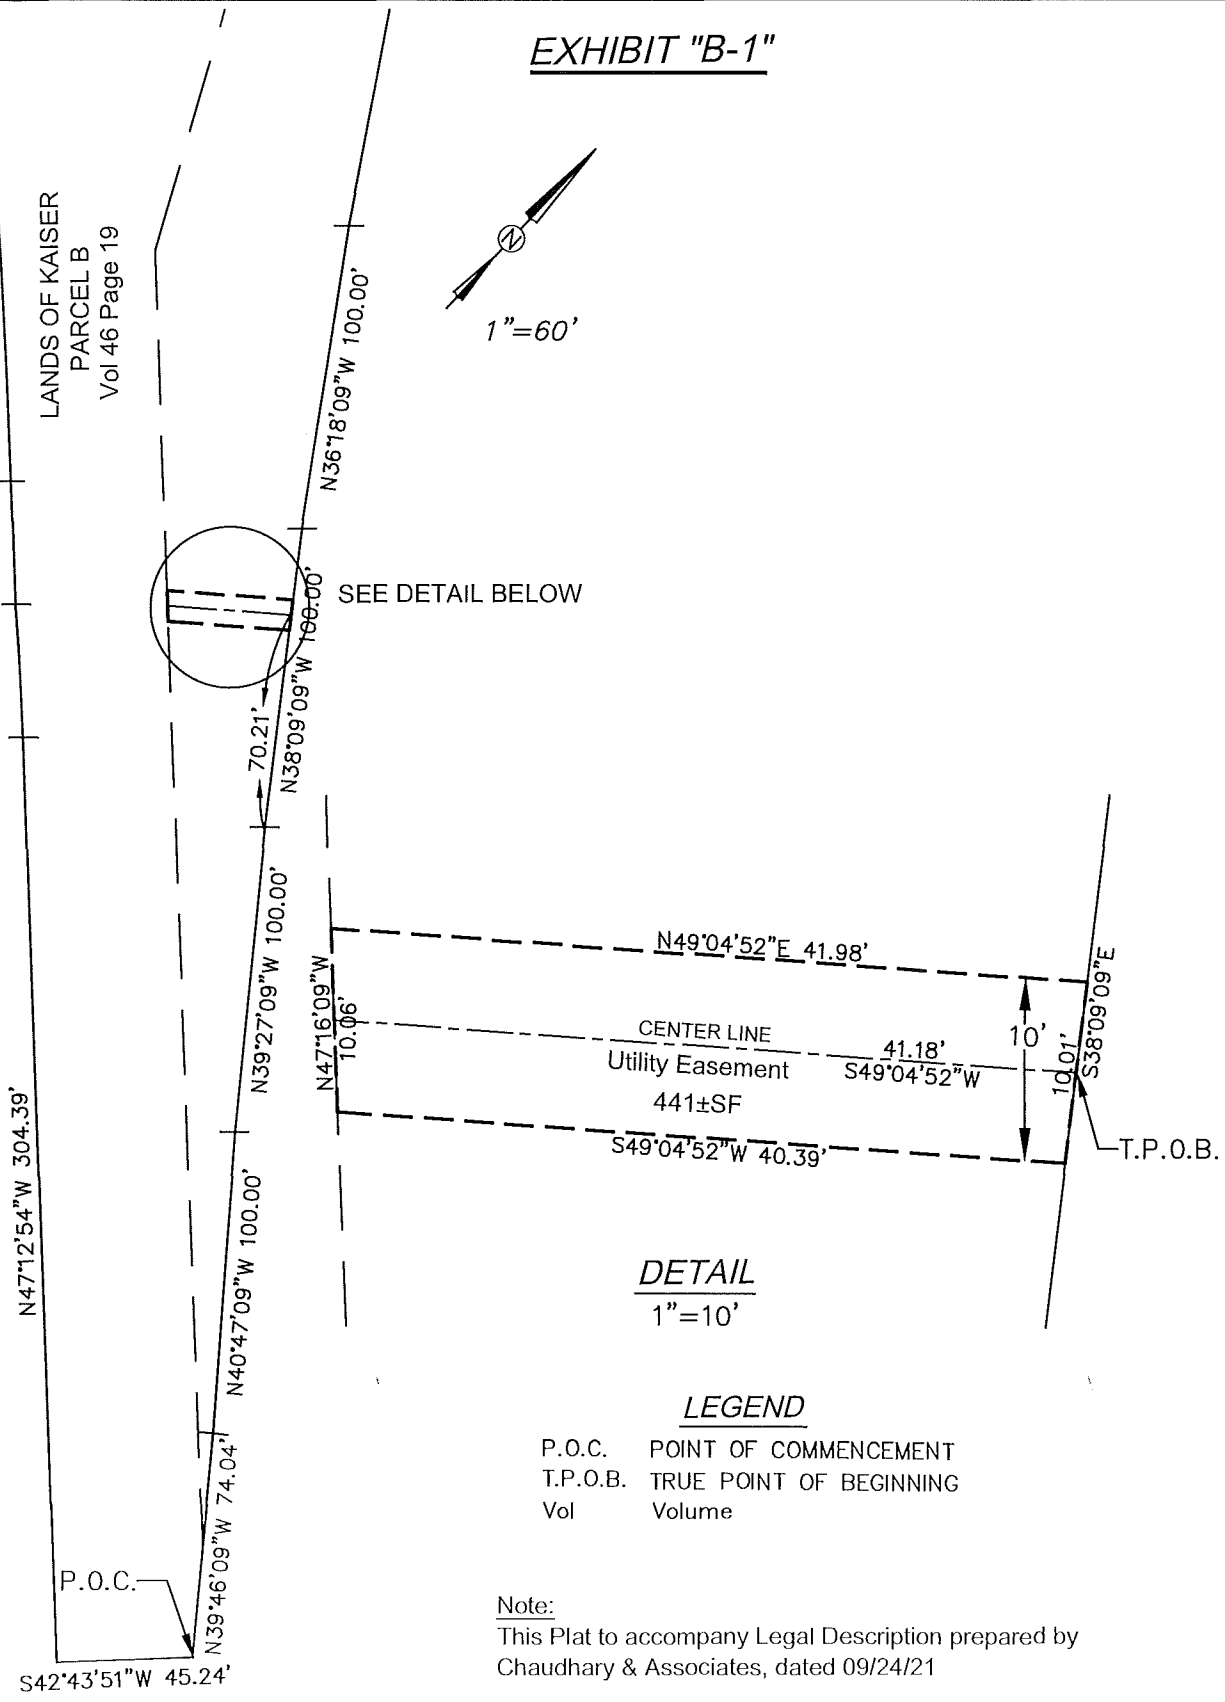 EXHIBIT "B-1"
LANDS OF KAISER
PARCEL B
Vol 46 Page 19
N
1"=60'
N36°18'09"W 100.00'
SEE DETAIL BELOW
N38°09'09"W 100.00'
70.21'
N39°27'09"W 100.00'
N47°12'54"W 304.39'
N40°47'09"W 100.00'
N39°46'09"W 74.04'
P.O.C.
S42°43'51"W 45.24'
N49°04'52"E 41.98'
N47°16'09"W
10.06'
CENTER LINE
Utility Easement
441±SF
41.18'
S49°04'52"W
10'
10.01'
S38°09'09"E
S49°04'52"W 40.39'
T.P.O.B.
DETAIL
1"=10'
LEGEND
P.O.C. POINT OF COMMENCEMENT
T.P.O.B. TRUE POINT OF BEGINNING
Vol Volume
Note:
This Plat to accompany Legal Description prepared by
Chaudhary & Associates, dated 09/24/21